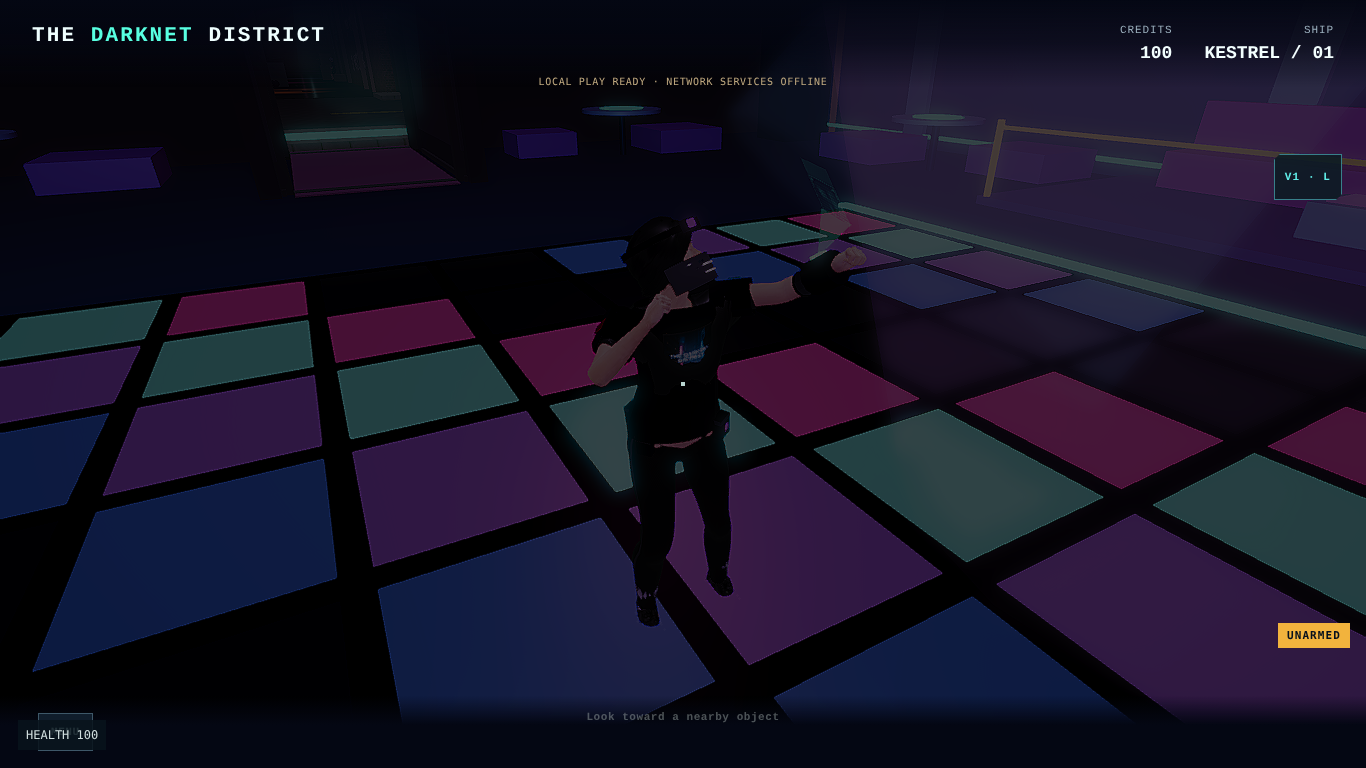 THE DARKNET DISTRICT
CREDITS
100
SHIP
KESTREL / 01
LOCAL PLAY READY · NETWORK SERVICES OFFLINE
V1 · L
UNARMED
Look toward a nearby object
HEALTH 100